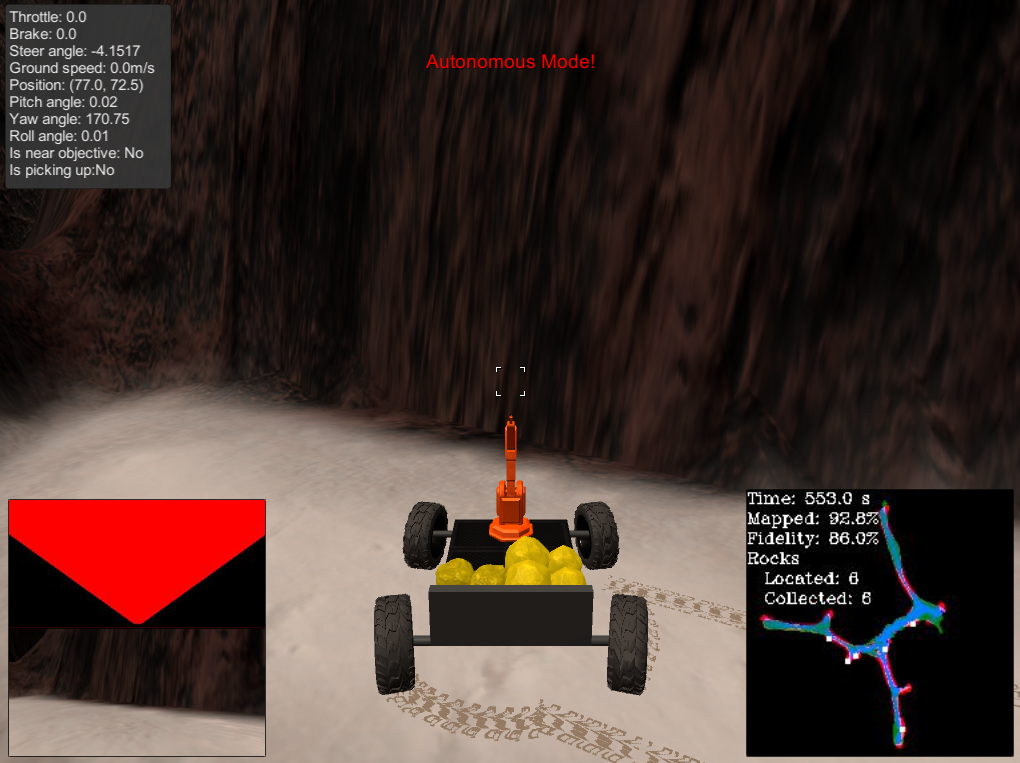 Throttle: 0.0
Brake: 0.0
Steer angle: -4.1517
Ground speed: 0.0m/s
Position: (77.0, 72.5)
Pitch angle: 0.02
Yaw angle: 170.75
Roll angle: 0.01
Is near objective: No
Is picking up:No
Autonomous Mode!
Time: 553.0 s
Mapped: 92.8%
Fidelity: 86.0%
Rocks
Located: 6
Collected: 6